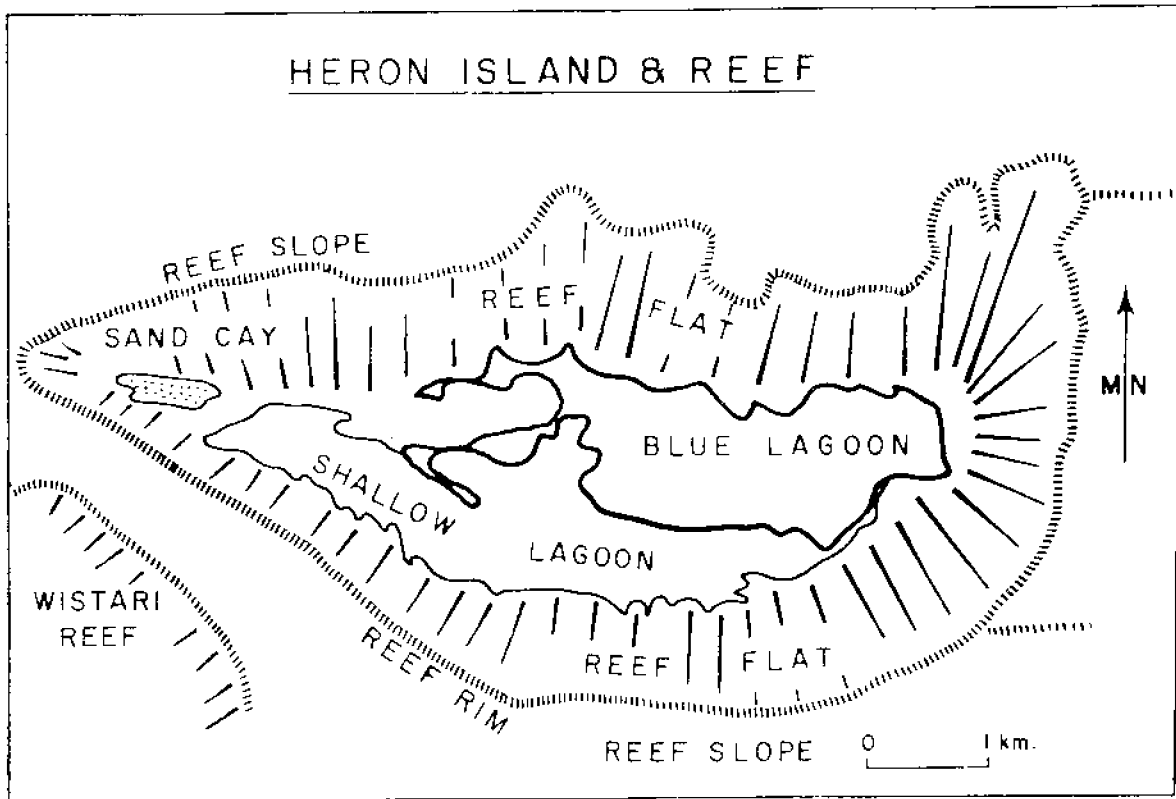 HERON ISLAND & REEF
REEF SLOPE
REEF
FLAT
SAND CAY
MN
BLUE LAGOON
SHALLOW
LAGOON
WISTARI
REEF
REEF RIM
REEF
FLAT
REEF SLOPE
0 1 km.